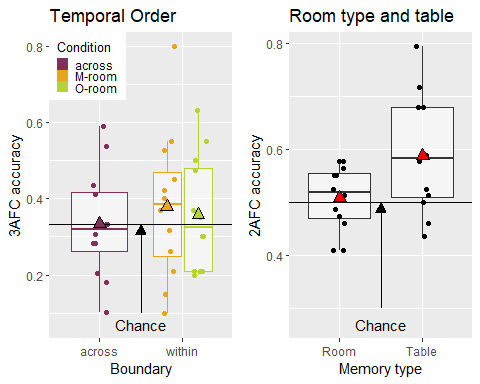 Temporal Order
Condition
across
M-room
O-room
0.8
0.6
0.4
0.2
3AFC accuracy
Chance
across
within
Boundary
Room type and table
0.8
0.6
0.4
2AFC accuracy
Chance
Room
Table
Memory type